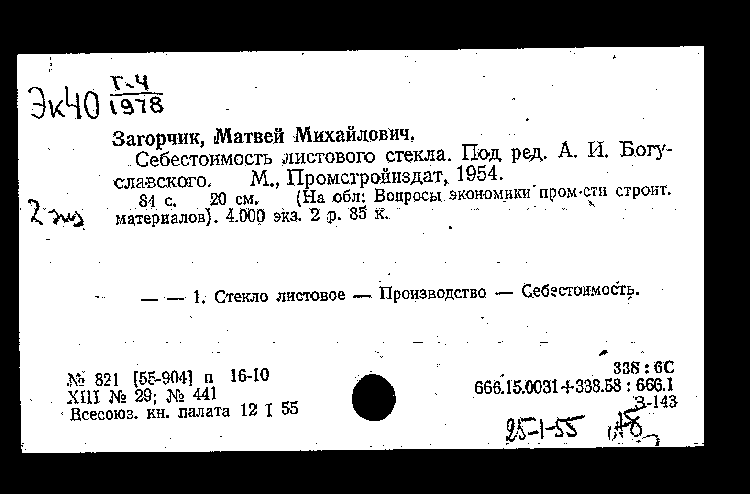 Эк40 Г-4
1978
Загорчик, Матвей Михайлович.
Себестоимость листового стекла. Под ред. А. И. Богу-
славского. М., Промстройиздат, 1954.
84 с. 20 см. (На обл: Вопросы экономики пром-сти строит.
материалов). 4.000 экз. 2 р. 85 к.
2 экз
— — 1. Стекло листовое — Производство — Себестоимость.
№ 821 [55-904] п 16-10
XIII № 29; № 441
Всесоюз. кн. палата 12 I 55
338 : 6С
666.15.0031+338.58 : 666.1
З-143
25-1-55